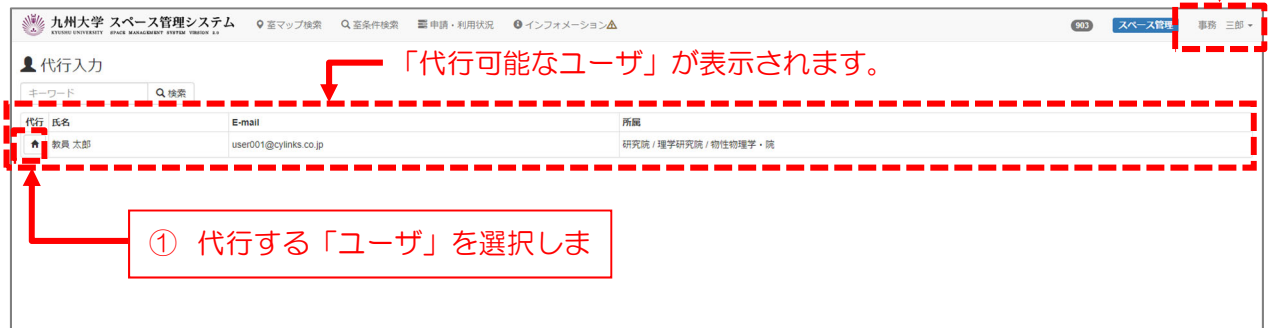 九州大学 スペース管理システム
KYUSHU UNIVERSITY SPACE MANAGEMENT SYSTEM VERSION 2.0
室マップ検索 室条件検索 申請・利用状況 インフォメーション
903 スペース管理 事務 三郎
代行入力
「代行可能なユーザ」が表示されます。
キーワード 検索
代行 氏名 E-mail 所属
教員 太郎 user001@cylinks.co.jp 研究院 / 理学研究院 / 物性物理学・院
① 代行する「ユーザ」を選択しま